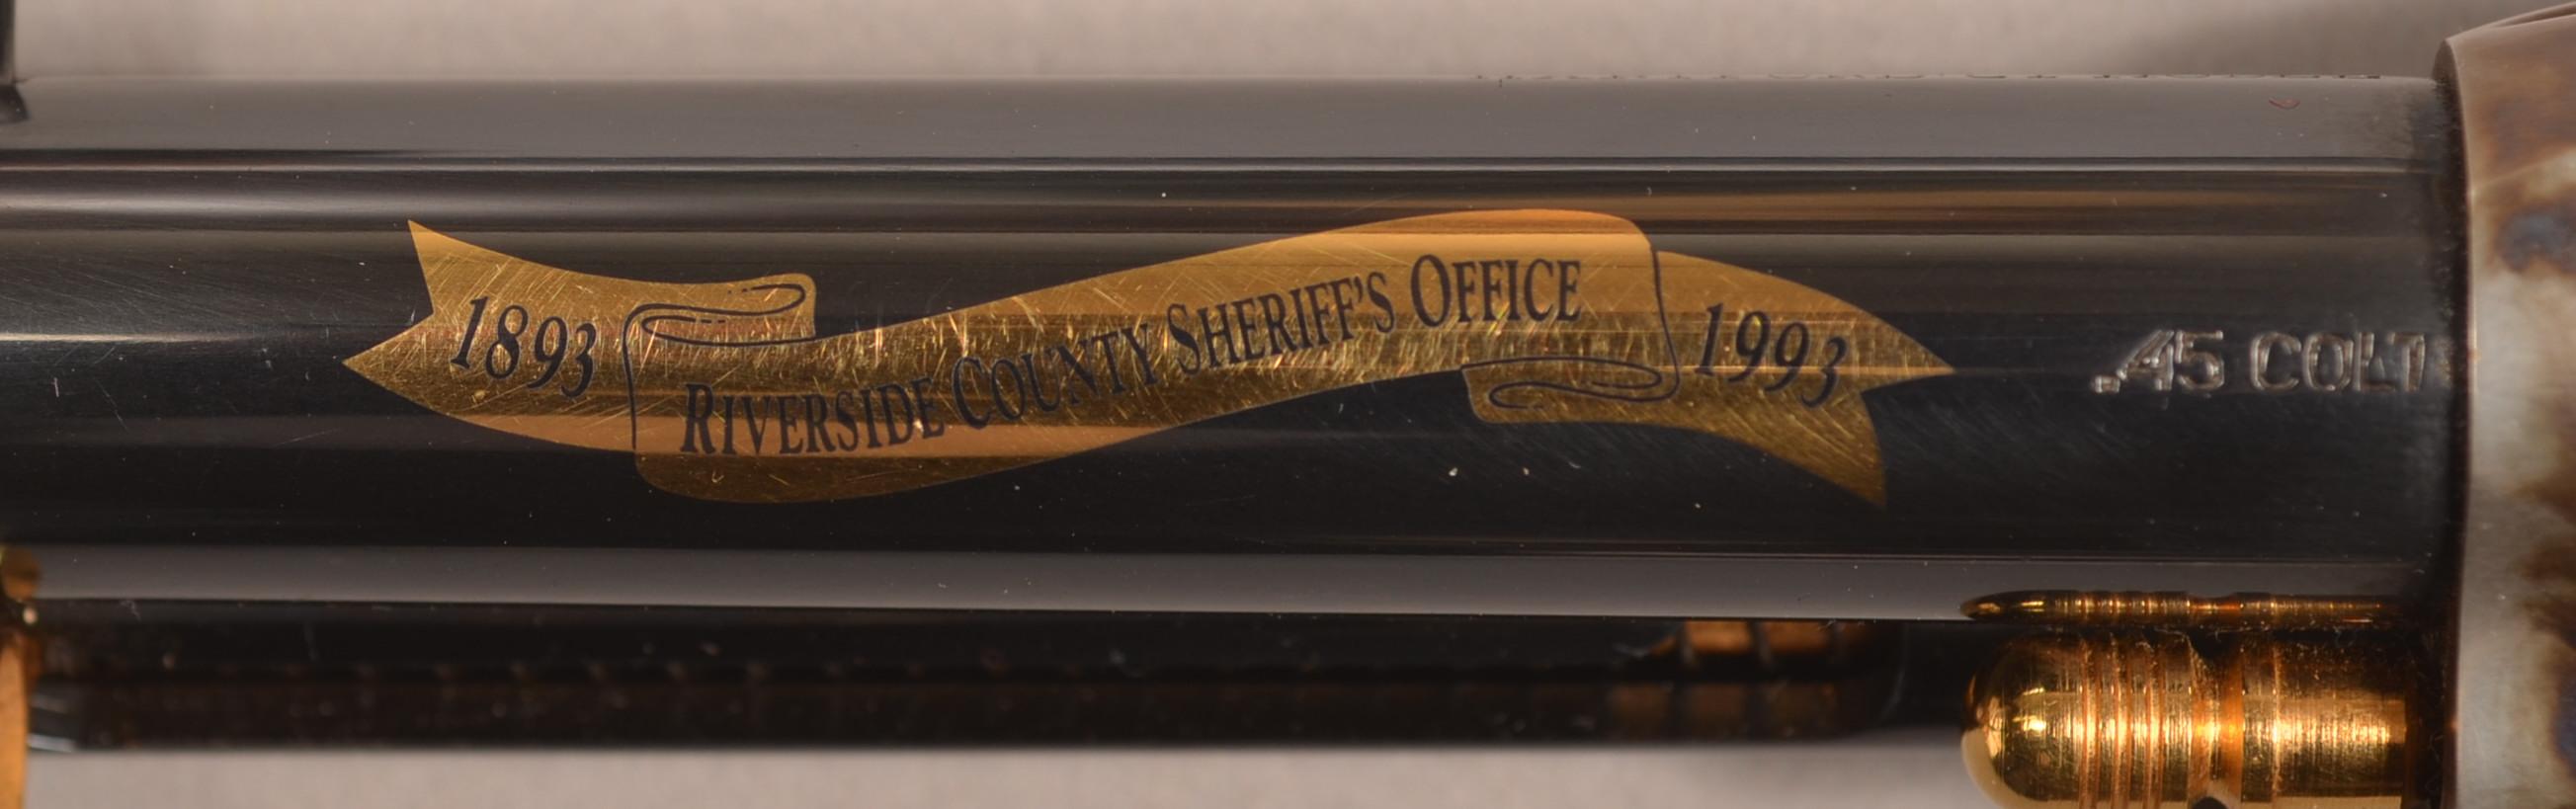 1893 RIVERSIDE COUNTY SHERIFF'S OFFICE 1993
.45 COLT